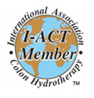 International Association
I-ACT
Member
Colon Hydrotherapy
TM